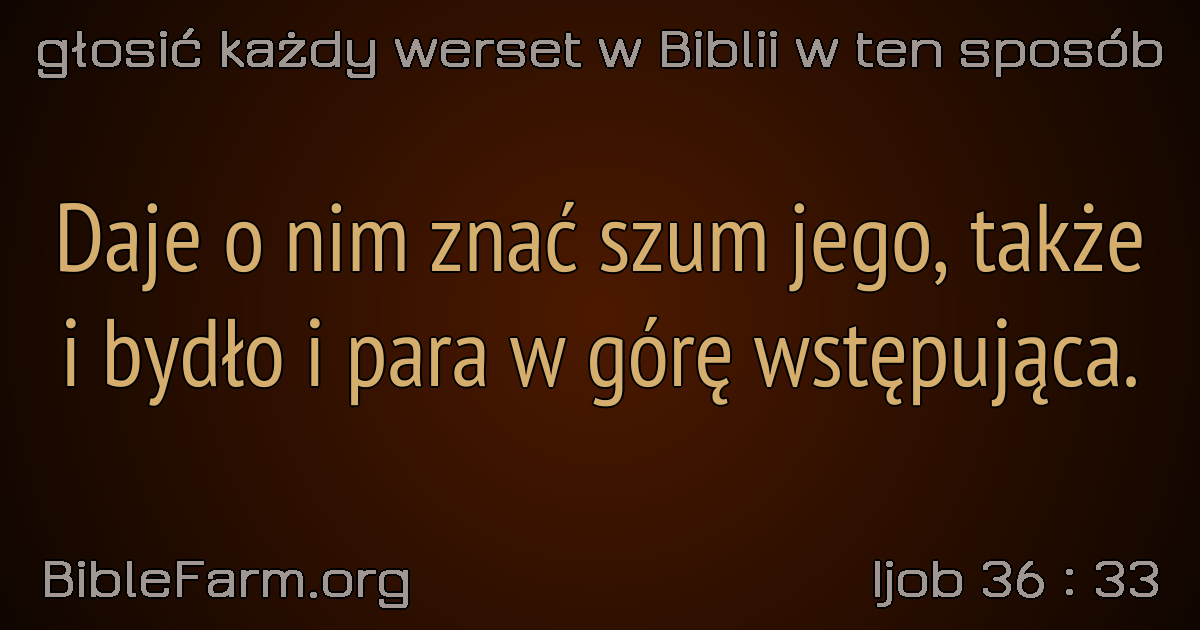 głosić każdy werset w Biblii w ten sposób
Daje o nim znać szum jego, także
i bydło i para w górę wstępująca.
BibleFarm.org
Ijob 36 : 33